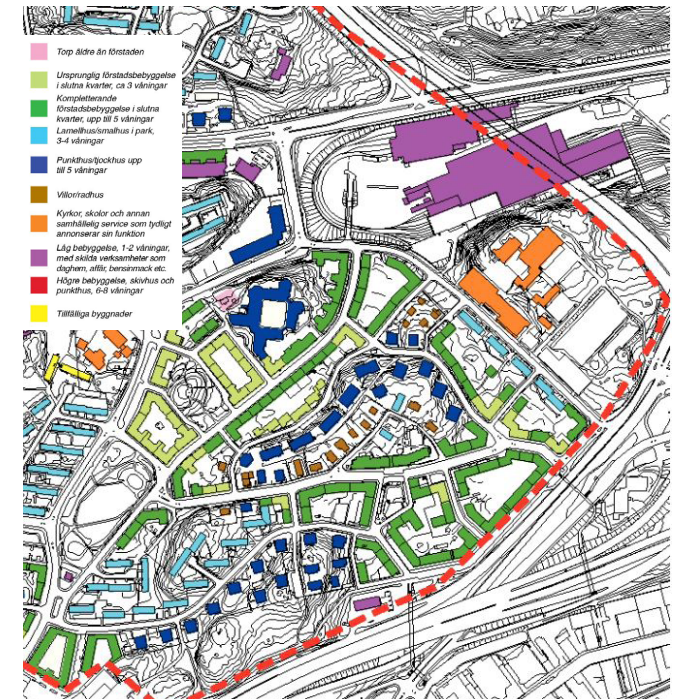 Torp äldre än förstaden
Ursprunglig förstadsbebyggelse
i slutna kvarter, ca 3 våningar
Kompletterande
förstadsbebyggelse i slutna
kvarter, upp till 5 våningar
Lamellhus/smalhus i park,
3-4 våningar
Punkthus/tjockhus upp
till 5 våningar
Villor/radhus
Kyrkor, skolor och annan
samhällelig service som tydligt
annonserar sin funktion
Låg bebyggelse, 1-2 våningar,
med skilda verksamheter som
daghem, affär, bensinmack etc.
Högre bebyggelse, skivhus och
punkthus, 6-8 våningar
Tillfälliga byggnader